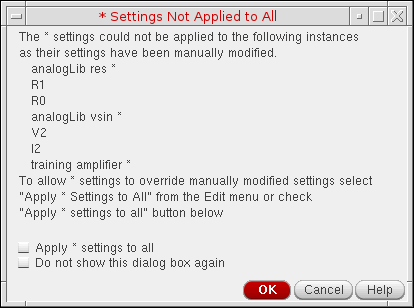 * Settings Not Applied to All
The * settings could not be applied to the following instances
as their settings have been manually modified.
analogLib res *
R1
R0
analogLib vsin *
V2
I2
training amplifier *
To allow * settings to override manually modified settings select
"Apply * Settings to All" from the Edit menu or check
"Apply * settings to all" button below
Apply * settings to all
Do not show this dialog box again
OK Cancel Help